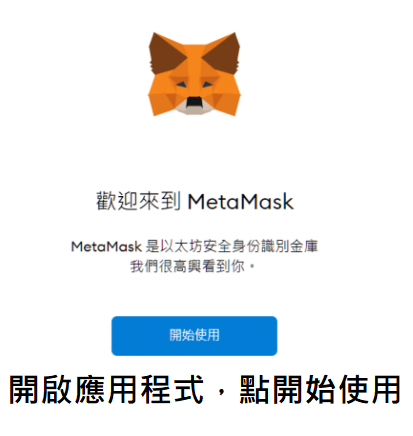 歡迎來到 MetaMask
MetaMask 是以太坊安全身份識別金庫
我們很高興看到你。
開始使用
開啟應用程式，點開始使用